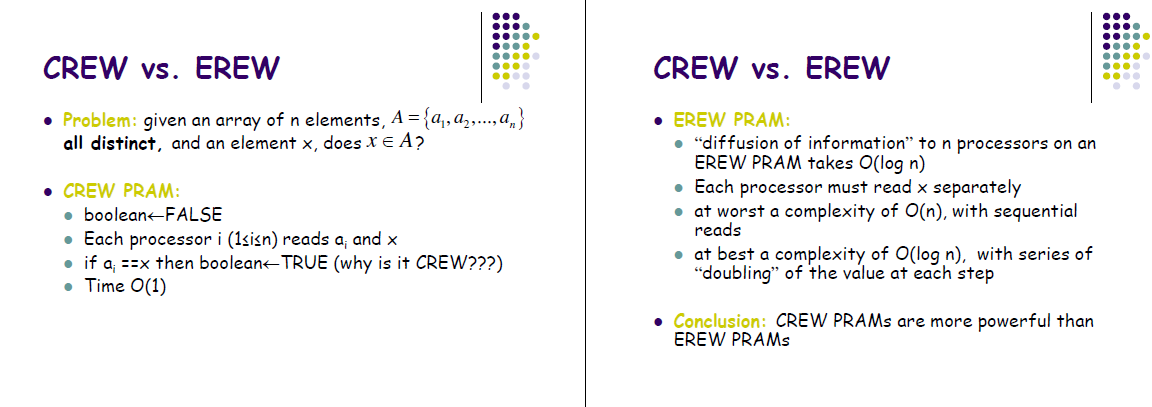 CREW vs. EREW
● Problem: given an array of n elements, A = {a₁, a₂,..., aₙ}
all distinct, and an element x, does x ∈ A?
● CREW PRAM:
● boolean←FALSE
● Each processor i (1≤i≤n) reads aᵢ and x
● if aᵢ ==x then boolean←TRUE (why is it CREW???)
● Time O(1)
CREW vs. EREW
● EREW PRAM:
● “diffusion of information” to n processors on an
EREW PRAM takes O(log n)
● Each processor must read x separately
● at worst a complexity of O(n), with sequential
reads
● at best a complexity of O(log n), with series of
“doubling” of the value at each step
● Conclusion: CREW PRAMs are more powerful than
EREW PRAMs